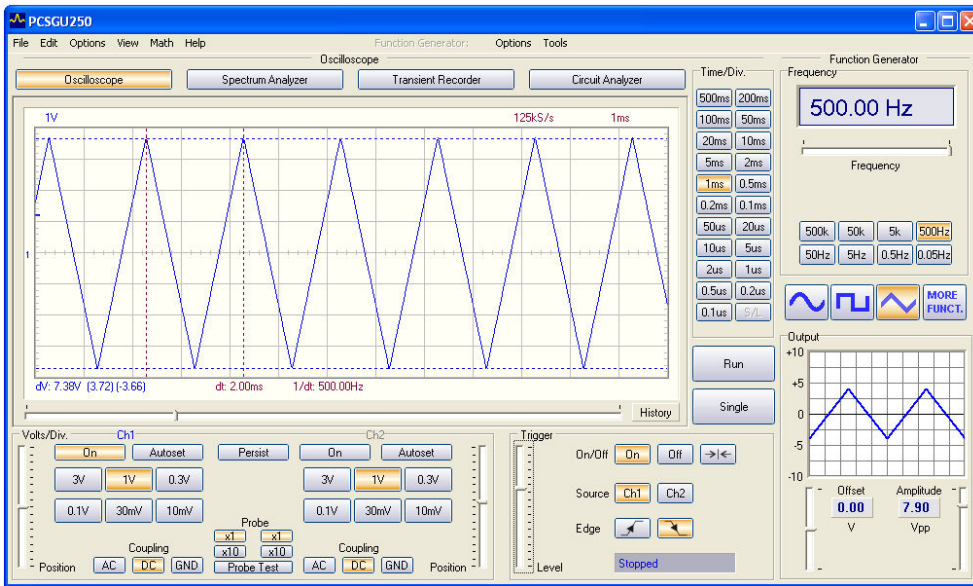 PCSGU250
File Edit Options View Math Help Function Generator: Options Tools
Oscilloscope
Oscilloscope Spectrum Analyzer Transient Recorder Circuit Analyzer
1V 125kS/s 1ms
1
dV: 7.38V (3.72) (-3.66) dt: 2.00ms 1/dt: 500.00Hz
History
Time/Div.
500ms 200ms
100ms 50ms
20ms 10ms
5ms 2ms
1ms 0.5ms
0.2ms 0.1ms
50us 20us
10us 5us
2us 1us
0.5us 0.2us
0.1us S/L
Run
Single
Function Generator
Frequency
500.00 Hz
Frequency
500k 50k 5k 500Hz
50Hz 5Hz 0.5Hz 0.05Hz
MORE
FUNCT.
Output
+10
+5
0
-5
-10
Offset Amplitude
0.00 7.90
V Vpp
Volts/Div. Ch1 Ch2
On Autoset Persist On Autoset
3V 1V 0.3V 3V 1V 0.3V
0.1V 30mV 10mV 0.1V 30mV 10mV
Probe
x1 x1
x10 x10
Probe Test
Coupling Coupling
Position AC DC GND AC DC GND Position
Trigger
On/Off On Off
Source Ch1 Ch2
Edge
Level Stopped